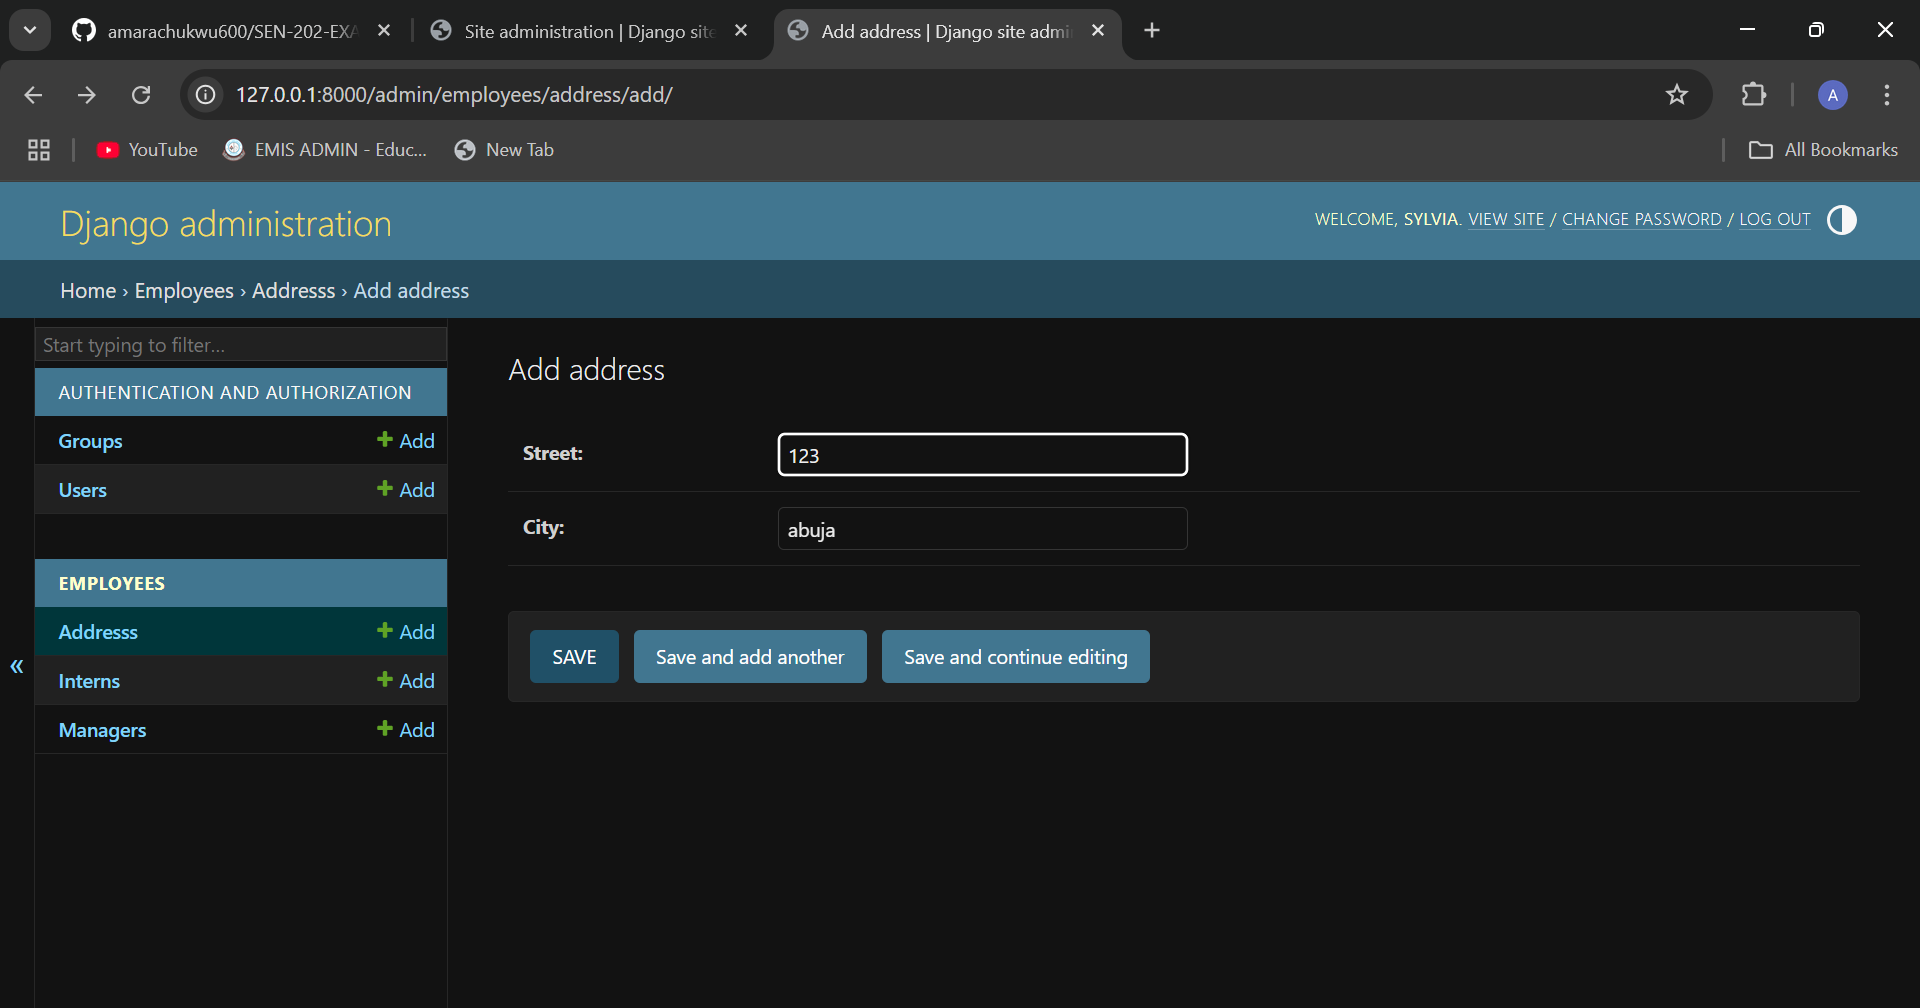 amarachukwu600/SEN-202-EXA
Site administration | Django site
Add address | Django site admi
127.0.0.1:8000/admin/employees/address/add/
A
YouTube
EMIS ADMIN - Educ...
New Tab
All Bookmarks
Django administration
WELCOME, SYLVIA. VIEW SITE / CHANGE PASSWORD / LOG OUT
Home › Employees › Addresss › Add address
Start typing to filter...
AUTHENTICATION AND AUTHORIZATION
Groups + Add
Users + Add
EMPLOYEES
Addresss + Add
Interns + Add
Managers + Add
«
Add address
Street: 123
City: abuja
SAVE
Save and add another
Save and continue editing